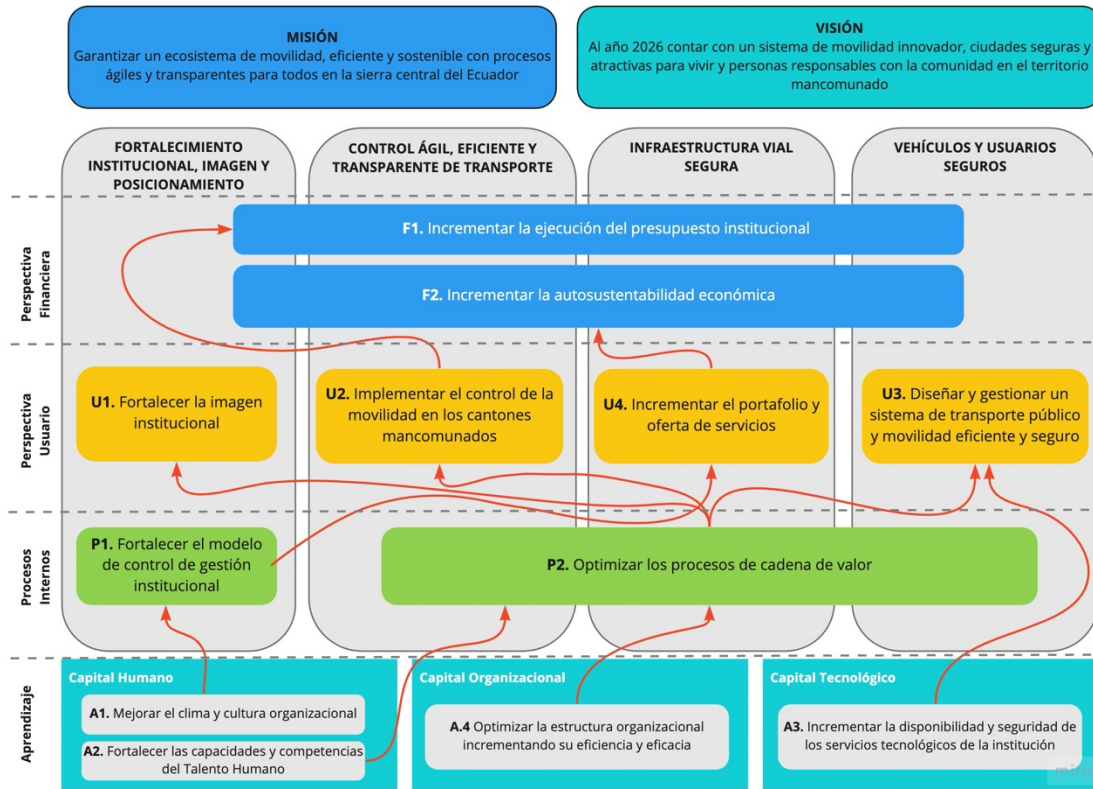 MISIÓN
Garantizar un ecosistema de movilidad, eficiente y sostenible con procesos
ágiles y transparentes para todos en la sierra central del Ecuador
VISIÓN
Al año 2026 contar con un sistema de movilidad innovador, ciudades seguras y
atractivas para vivir y personas responsables con la comunidad en el territorio
mancomunado
FORTALECIMIENTO
INSTITUCIONAL, IMAGEN Y
POSICIONAMIENTO
CONTROL ÁGIL, EFICIENTE Y
TRANSPARENTE DE TRANSPORTE
INFRAESTRUCTURA VIAL
SEGURA
VEHÍCULOS Y USUARIOS
SEGUROS
Perspectiva
Financiera
F1. Incrementar la ejecución del presupuesto institucional
F2. Incrementar la autosustentabilidad económica
Perspectiva
Usuario
U1. Fortalecer la imagen
institucional
U2. Implementar el control de la
movilidad en los cantones
mancomunados
U4. Incrementar el portafolio y
oferta de servicios
U3. Diseñar y gestionar un
sistema de transporte público
y movilidad eficiente y seguro
Procesos
Internos
P1. Fortalecer el modelo
de control de gestión
institucional
P2. Optimizar los procesos de cadena de valor
Aprendizaje
Capital Humano
A1. Mejorar el clima y cultura organizacional
A2. Fortalecer las capacidades y competencias
del Talento Humano
Capital Organizacional
A.4 Optimizar la estructura organizacional
incrementando su eficiencia y eficacia
Capital Tecnológico
A3. Incrementar la disponibilidad y seguridad de
los servicios tecnológicos de la institución
miro